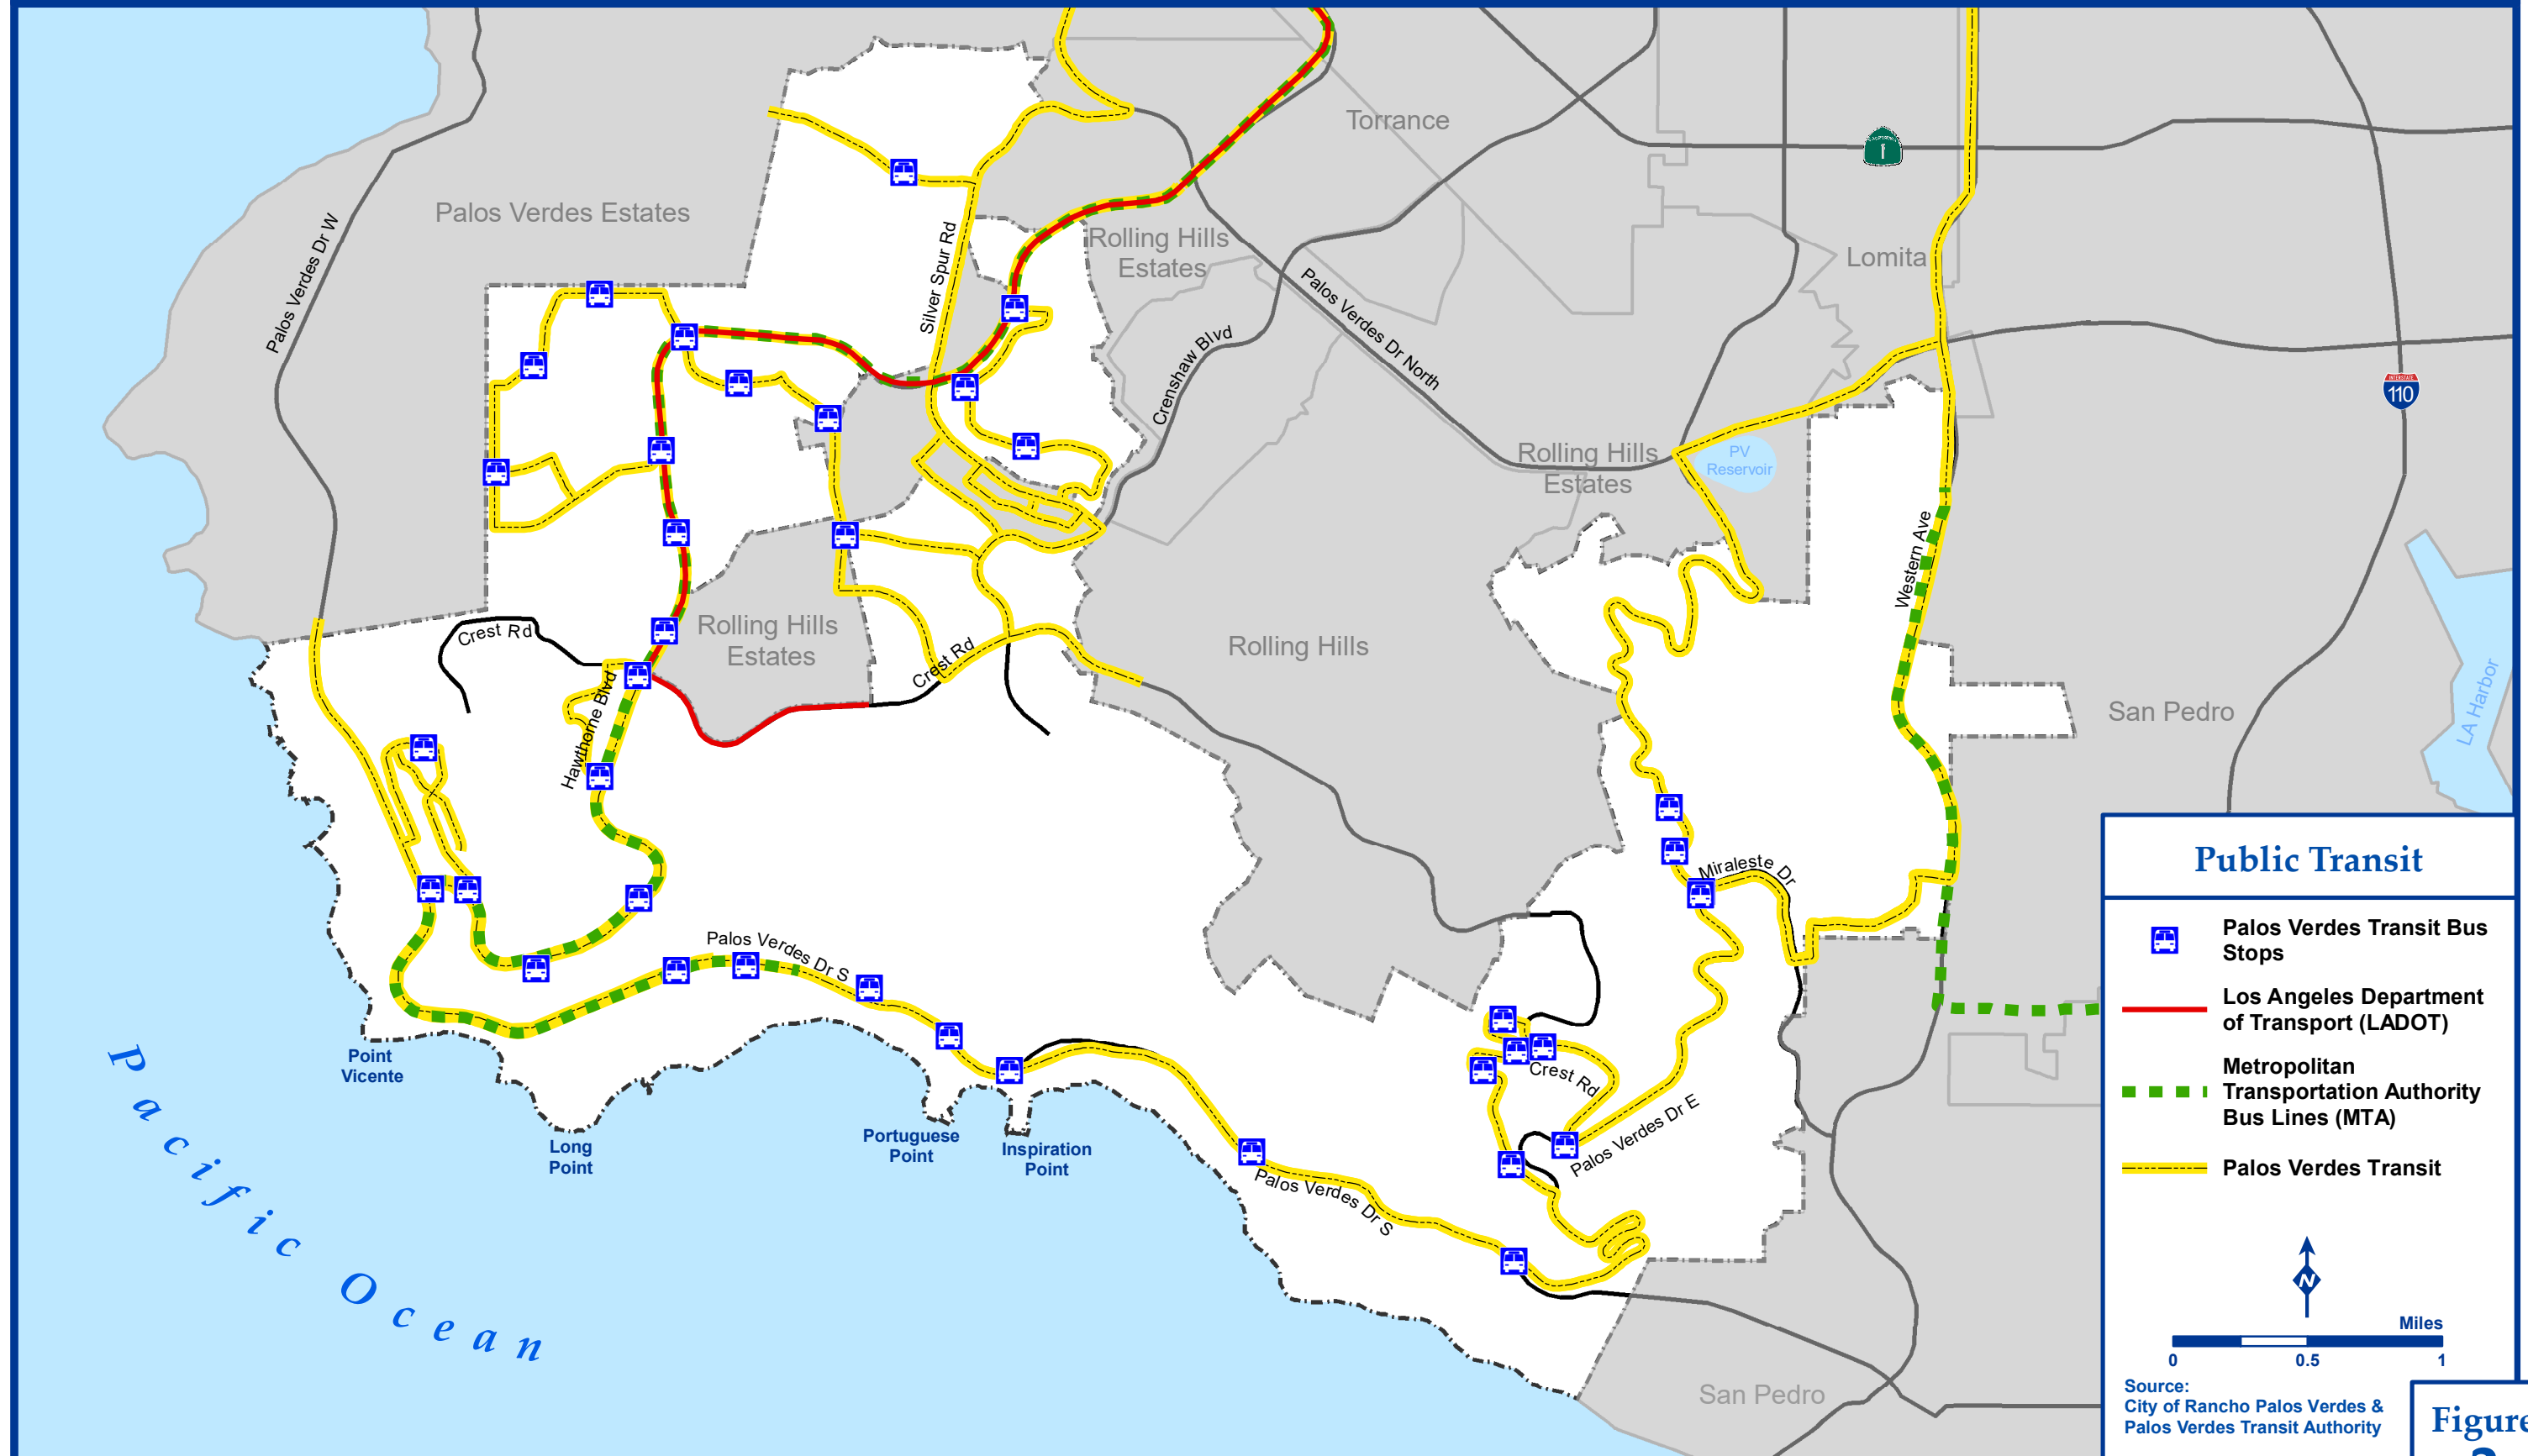 Torrance
1
Palos Verdes Estates
Palos Verdes Dr W
Silver Spur Rd
Rolling Hills
Estates
Lomita
Palos Verdes Dr North
Crenshaw Blvd
INTERSTATE
110
Rolling Hills
Estates
PV
Reservoir
Western Ave
Crest Rd
Rolling Hills
Estates
Crest Rd
Rolling Hills
San Pedro
LA Harbor
Hawthorne Blvd
Miraleste Dr
Palos Verdes Dr S
Point
Vicente
Crest Rd
Palos Verdes Dr E
Long
Point
Portuguese
Point
Inspiration
Point
Palos Verdes Dr S
Pacific Ocean
San Pedro
Public Transit
Palos Verdes Transit Bus
Stops
Los Angeles Department
of Transport (LADOT)
Metropolitan
Transportation Authority
Bus Lines (MTA)
Palos Verdes Transit
N
Miles
0 0.5 1
Source:
City of Rancho Palos Verdes &
Palos Verdes Transit Authority
Figure